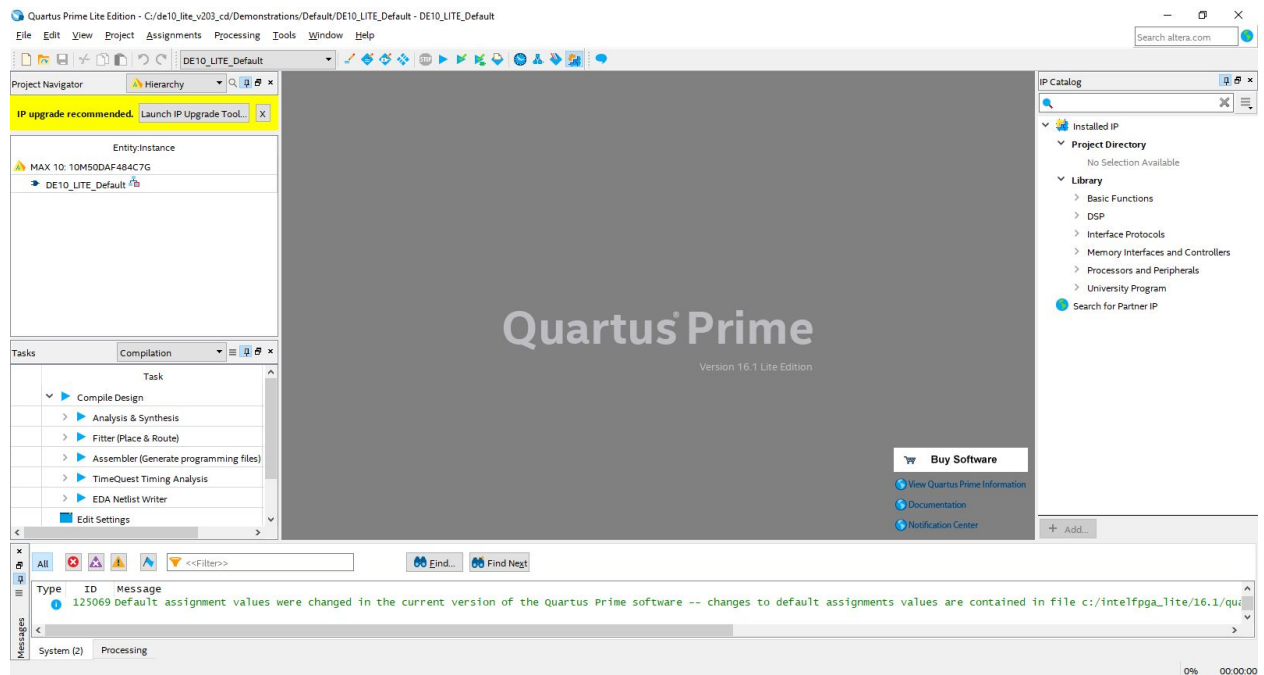 Quartus Prime Lite Edition - C:/de10_lite_v203_cd/Demonstrations/Default/DE10_LITE_Default - DE10_LITE_Default
File Edit View Project Assignments Processing Tools Window Help
Search altera.com
DE10_LITE_Default
Project Navigator Hierarchy
IP upgrade recommended. Launch IP Upgrade Tool... X
Entity:Instance
MAX 10: 10M50DAF484C7G
DE10_LITE_Default
Tasks Compilation
Task
Compile Design
Analysis & Synthesis
Fitter (Place & Route)
Assembler (Generate programming files)
TimeQuest Timing Analysis
EDA Netlist Writer
Edit Settings
Quartus Prime
Version 16.1 Lite Edition
Buy Software
View Quartus Prime Information
Documentation
Notification Center
IP Catalog
Installed IP
Project Directory
No Selection Available
Library
Basic Functions
DSP
Interface Protocols
Memory Interfaces and Controllers
Processors and Peripherals
University Program
Search for Partner IP
+ Add...
All <<Filter>> Find... Find Next
Type ID Message
125069 Default assignment values were changed in the current version of the Quartus Prime software -- changes to default assignments values are contained in file c:/intelfpga_lite/16.1/qua
Messages
System (2) Processing
0% 00:00:00